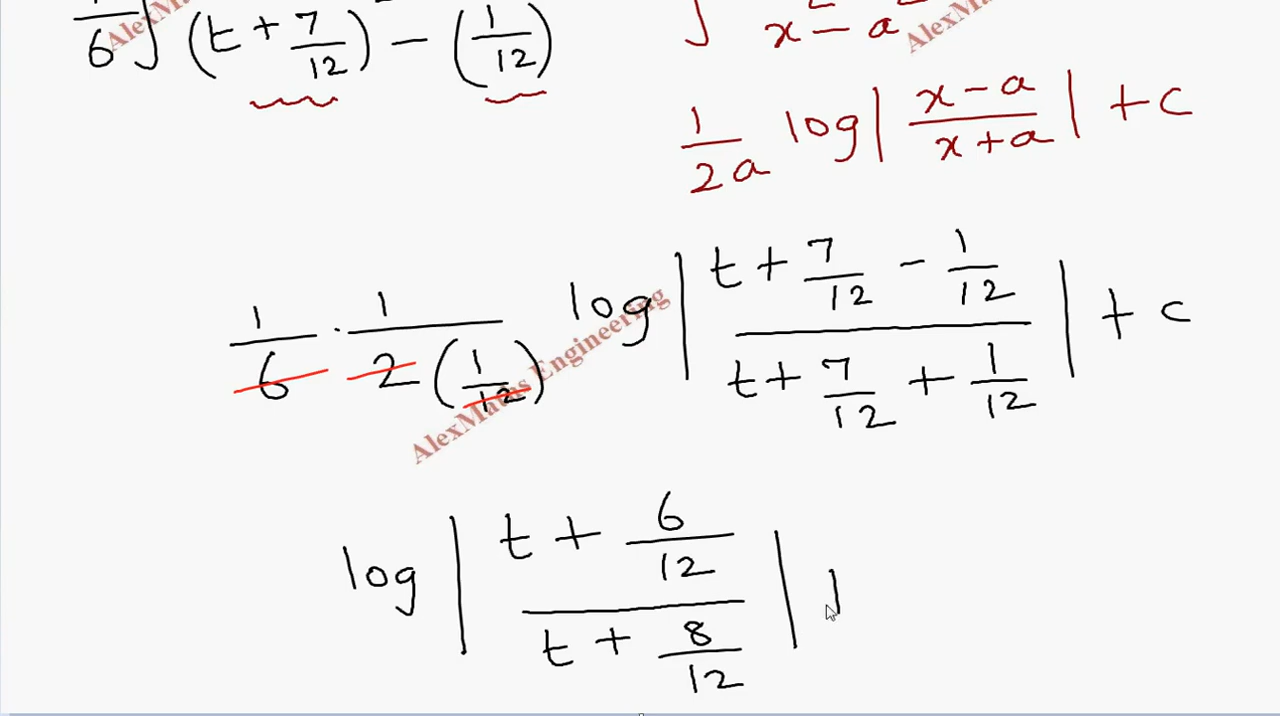 1/6 ∫ (t + 7/12) − (1/12)
∫ x² − a²
1/2a log | x − a / x + a | + c
1/6 · 1/2(1/12) log | t + 7/12 − 1/12 / t + 7/12 + 1/12 | + c
AlexMaths Engineering
log | t + 6/12 / t + 8/12 |